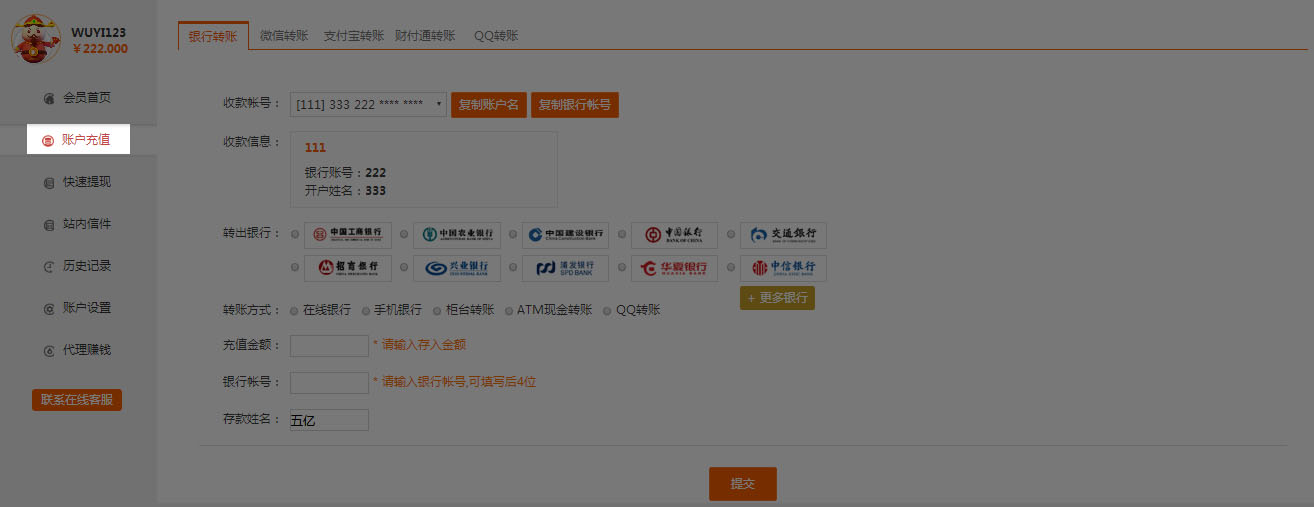 WUYI123
￥222.000
会员首页
账户充值
快速提现
站内信件
历史记录
账户设置
代理赚钱
联系在线客服
银行转账 微信转账 支付宝转账 财付通转账 QQ转账
收款帐号： [111] 333 222 **** **** 复制账户名 复制银行帐号
收款信息： 111
银行账号：222
开户姓名：333
转出银行： 中国工商银行 中国农业银行 中国建设银行 中国银行 交通银行
China Construction Bank BANK OF CHINA
招商银行 兴业银行 浦发银行 华夏银行 中信银行
SPD BANK HUAXIA BANK
+ 更多银行
转账方式： 在线银行 手机银行 柜台转账 ATM现金转账 QQ转账
充值金额： * 请输入存入金额
银行帐号： * 请输入银行帐号,可填写后4位
存款姓名： 五亿
提交